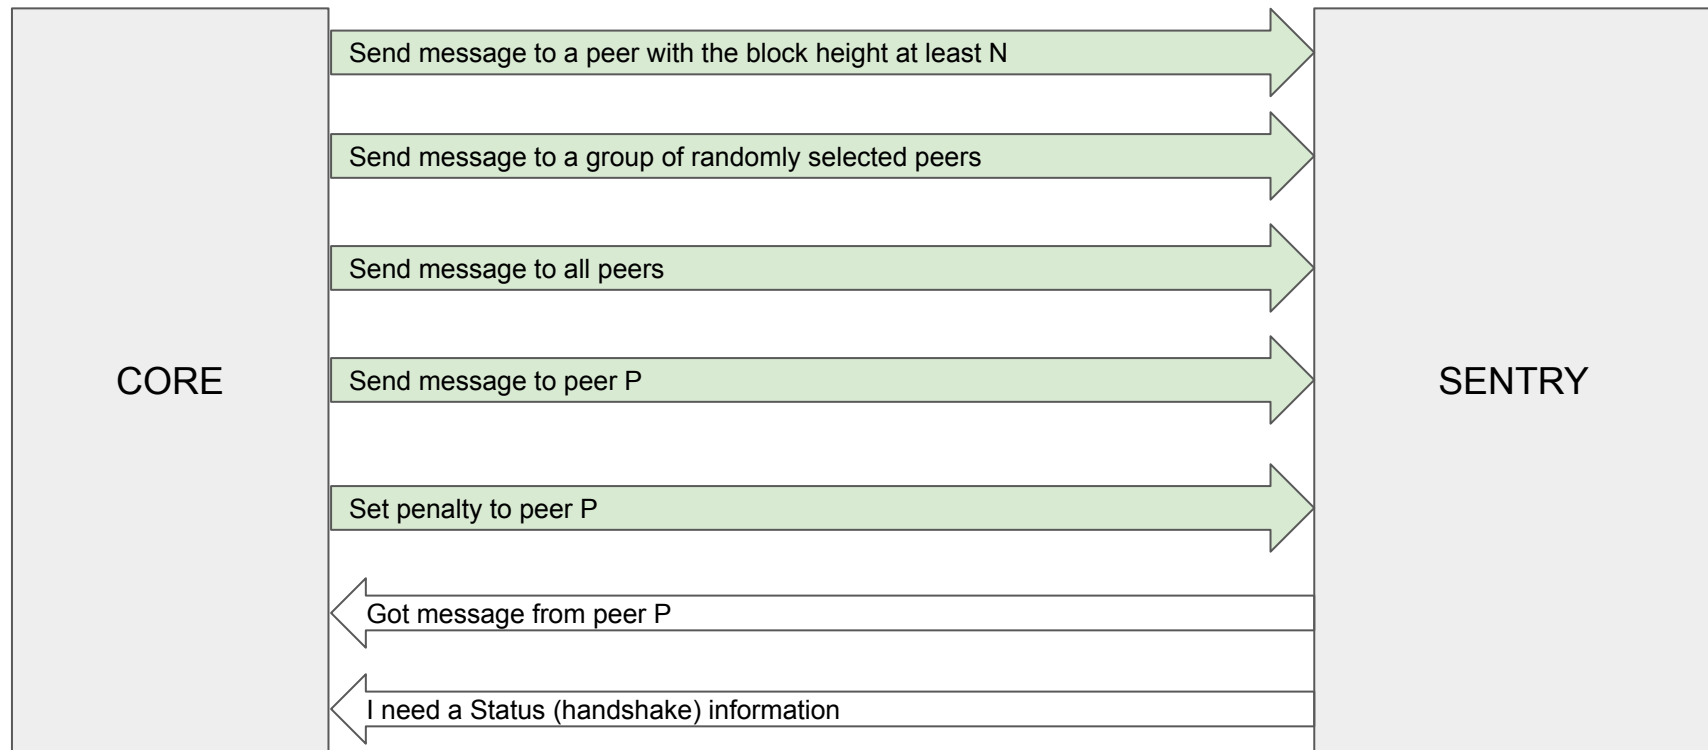 Send message to a peer with the block height at least N
Send message to a group of randomly selected peers
Send message to all peers
CORE
Send message to peer P
SENTRY
Set penalty to peer P
Got message from peer P
I need a Status (handshake) information